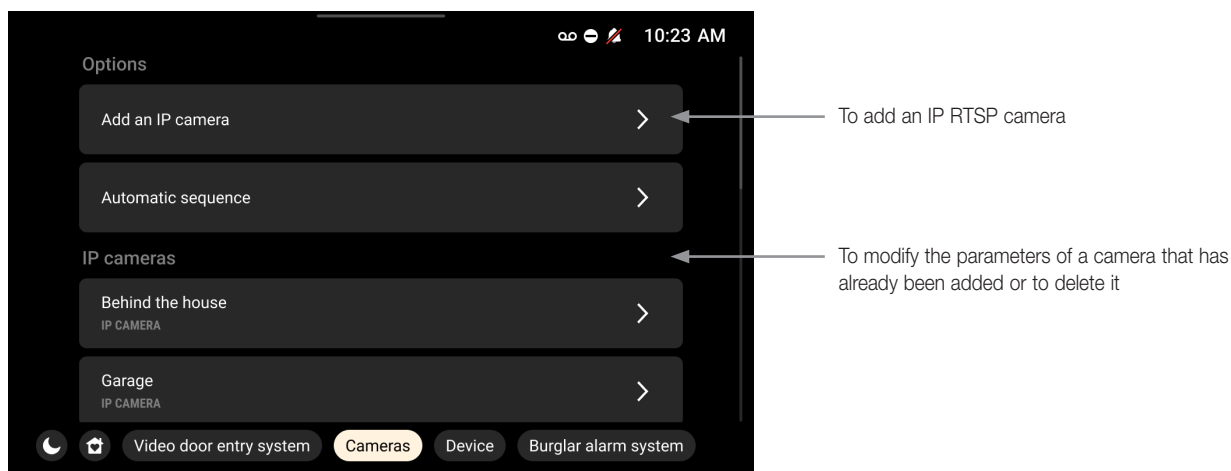 10:23 AM
Options
Add an IP camera
To add an IP RTSP camera
Automatic sequence
IP cameras
To modify the parameters of a camera that has
already been added or to delete it
Behind the house
IP CAMERA
Garage
IP CAMERA
Video door entry system
Cameras
Device
Burglar alarm system